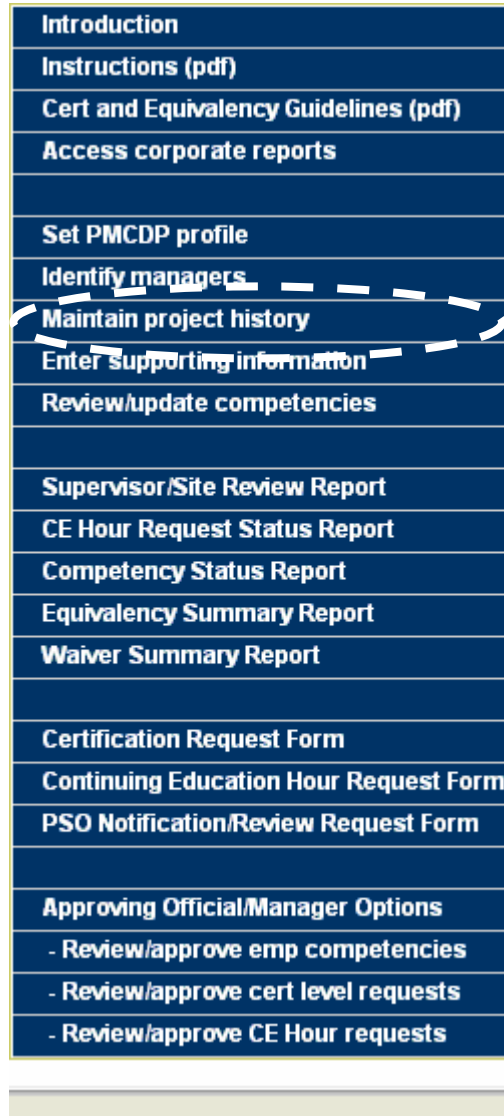 Introduction
Instructions (pdf)
Cert and Equivalency Guidelines (pdf)
Access corporate reports
Set PMCDP profile
Identify managers
Maintain project history
Enter supporting information
Review/update competencies
Supervisor/Site Review Report
CE Hour Request Status Report
Competency Status Report
Equivalency Summary Report
Waiver Summary Report
Certification Request Form
Continuing Education Hour Request Form
PSO Notification/Review Request Form
Approving Official/Manager Options
- Review/approve emp competencies
- Review/approve cert level requests
- Review/approve CE Hour requests